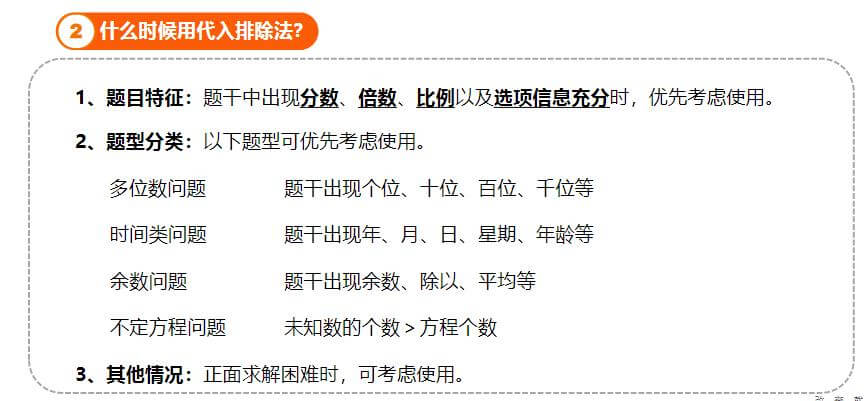 2 什么时候用代入排除法?
1、题目特征：题干中出现分数、倍数、比例以及选项信息充分时，优先考虑使用。
2、题型分类：以下题型可优先考虑使用。
多位数问题 题干出现个位、十位、百位、千位等
时间类问题 题干出现年、月、日、星期、年龄等
余数问题 题干出现余数、除以、平均等
不定方程问题 未知数的个数 > 方程个数
3、其他情况：正面求解困难时，可考虑使用。